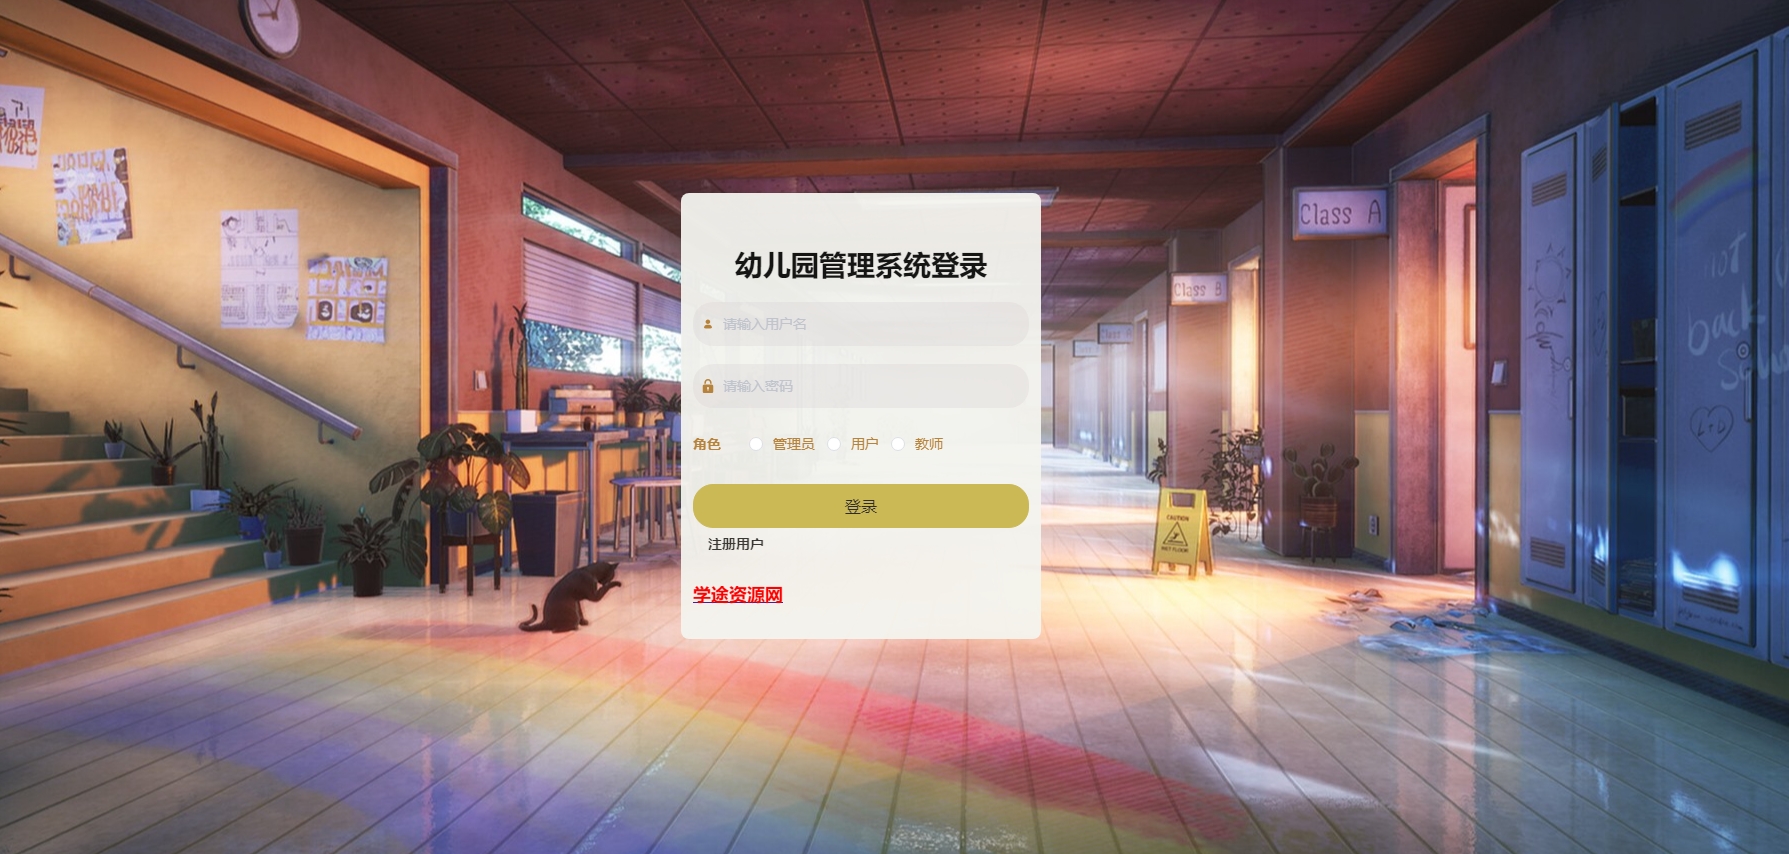 幼儿园管理系统登录
请输入用户名
请输入密码
角色 管理员 用户 教师
登录
注册用户
学途资源网
Class A
Class B
CAUTION
WET FLOOR
back
L+D